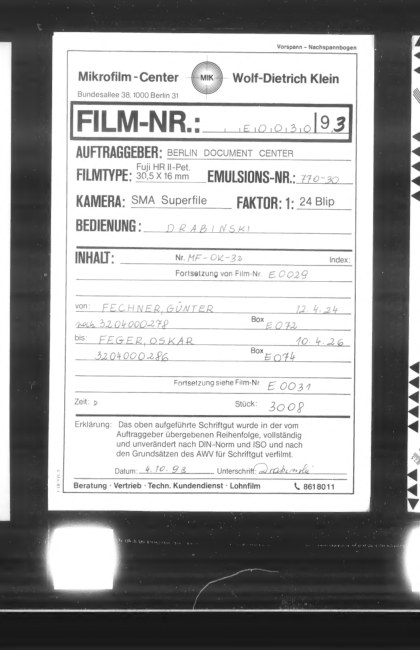 Vorspann – Nachspannbogen
Mikrofilm-Center MIK Wolf-Dietrich Klein
Bundesallee 38, 1000 Berlin 31
FILM-NR.: E0030 93
AUFTRAGGEBER: BERLIN DOCUMENT CENTER
Fuji HR II-Pet.
FILMTYPE: 30,5 X 16 mm EMULSIONS-NR.: 770-30
KAMERA: SMA Superfile FAKTOR: 1: 24 Blip
BEDIENUNG: DRABINSKI
INHALT: Nr. MF-OK-32 Index:
Fortsetzung von Film-Nr. E0029
von: FECHNER, GÜNTER 12.4.24
3204000278 Box E072
bis: FEGER, OSKAR 10.4.26
3204000286 Box E074
Fortsetzung siehe Film-Nr. E0031
Zeit: Stück: 3008
Erklärung: Das oben aufgeführte Schriftgut wurde in der vom
Auftraggeber übergebenen Reihenfolge, vollständig
und unverändert nach DIN-Norm und ISO und nach
den Grundsätzen des AWV für Schriftgut verfilmt.
Datum: 4.10.93 Unterschrift: Drabinski
Beratung · Vertrieb · Techn. Kundendienst · Lohnfilm 8618011